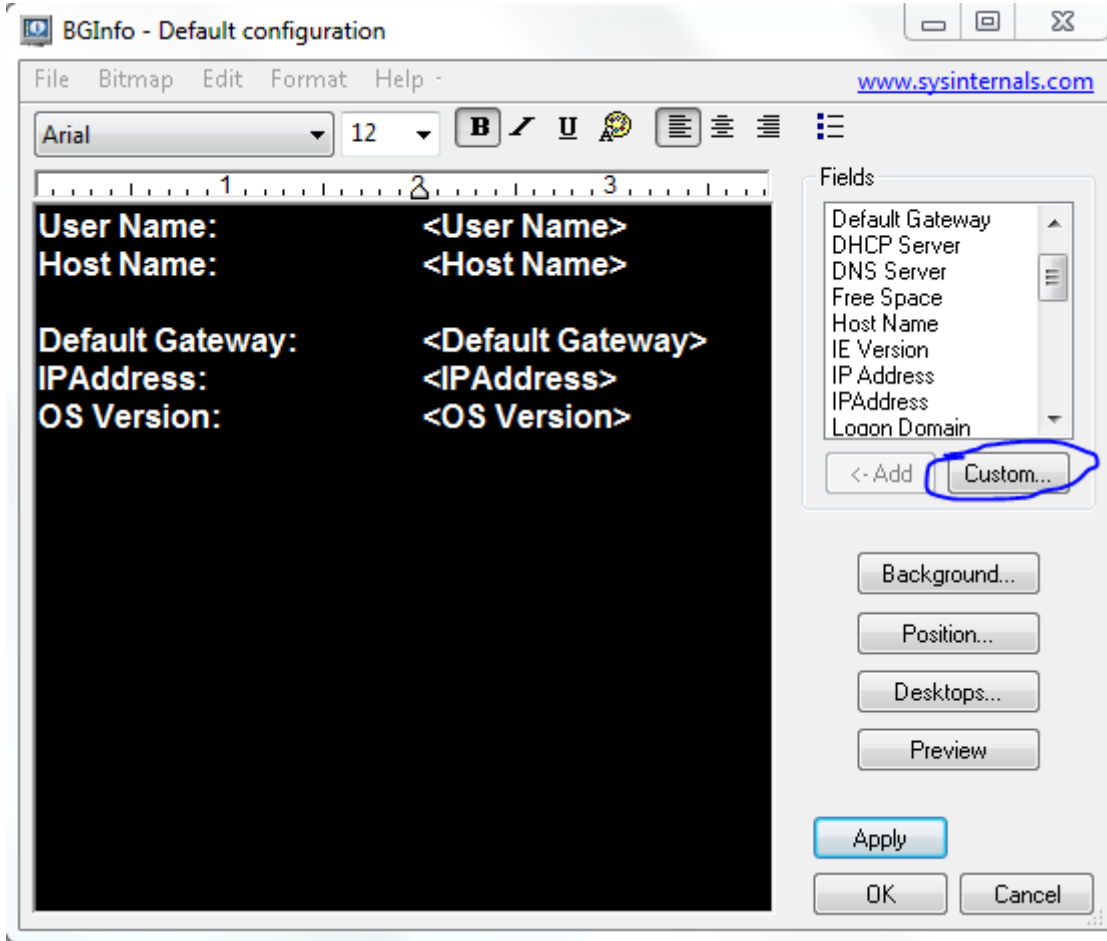 BGInfo - Default configuration
File Bitmap Edit Format Help -
www.sysinternals.com
Arial 12 B I U A
1 2 3
User Name: <User Name>
Host Name: <Host Name>
Default Gateway: <Default Gateway>
IPAddress: <IPAddress>
OS Version: <OS Version>
Fields
Default Gateway
DHCP Server
DNS Server
Free Space
Host Name
IE Version
IP Address
IPAddress
Logon Domain
<- Add Custom...
Background...
Position...
Desktops...
Preview
Apply
OK Cancel